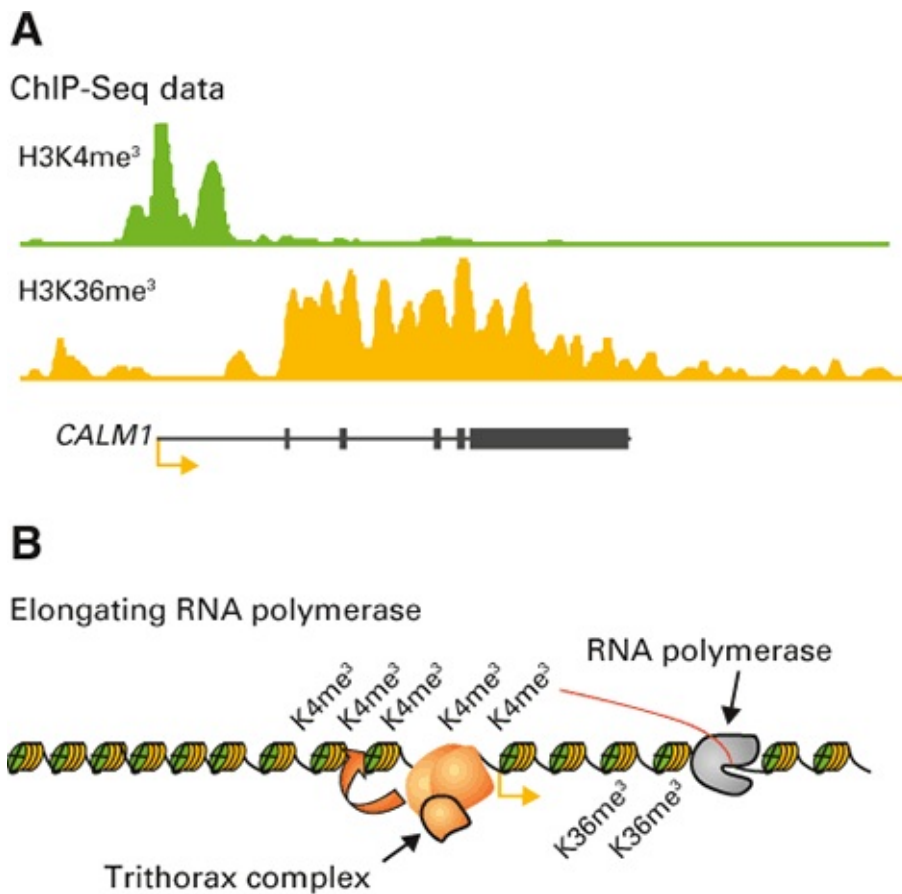 A
ChIP-Seq data
H3K4me³
H3K36me³
CALM1
B
Elongating RNA polymerase
RNA polymerase
K4me³
K4me³
K4me³
K4me³
K4me³
K36me³
K36me³
Trithorax complex